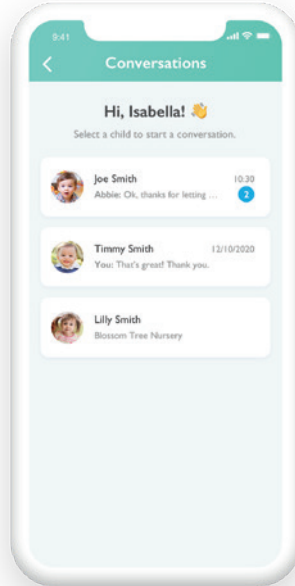 9:41
Conversations
Hi, Isabella! 👋
Select a child to start a conversation.
Joe Smith 10:30
Abbie: Ok, thanks for letting ... 2
Timmy Smith 12/10/2020
You: That's great! Thank you.
Lilly Smith
Blossom Tree Nursery